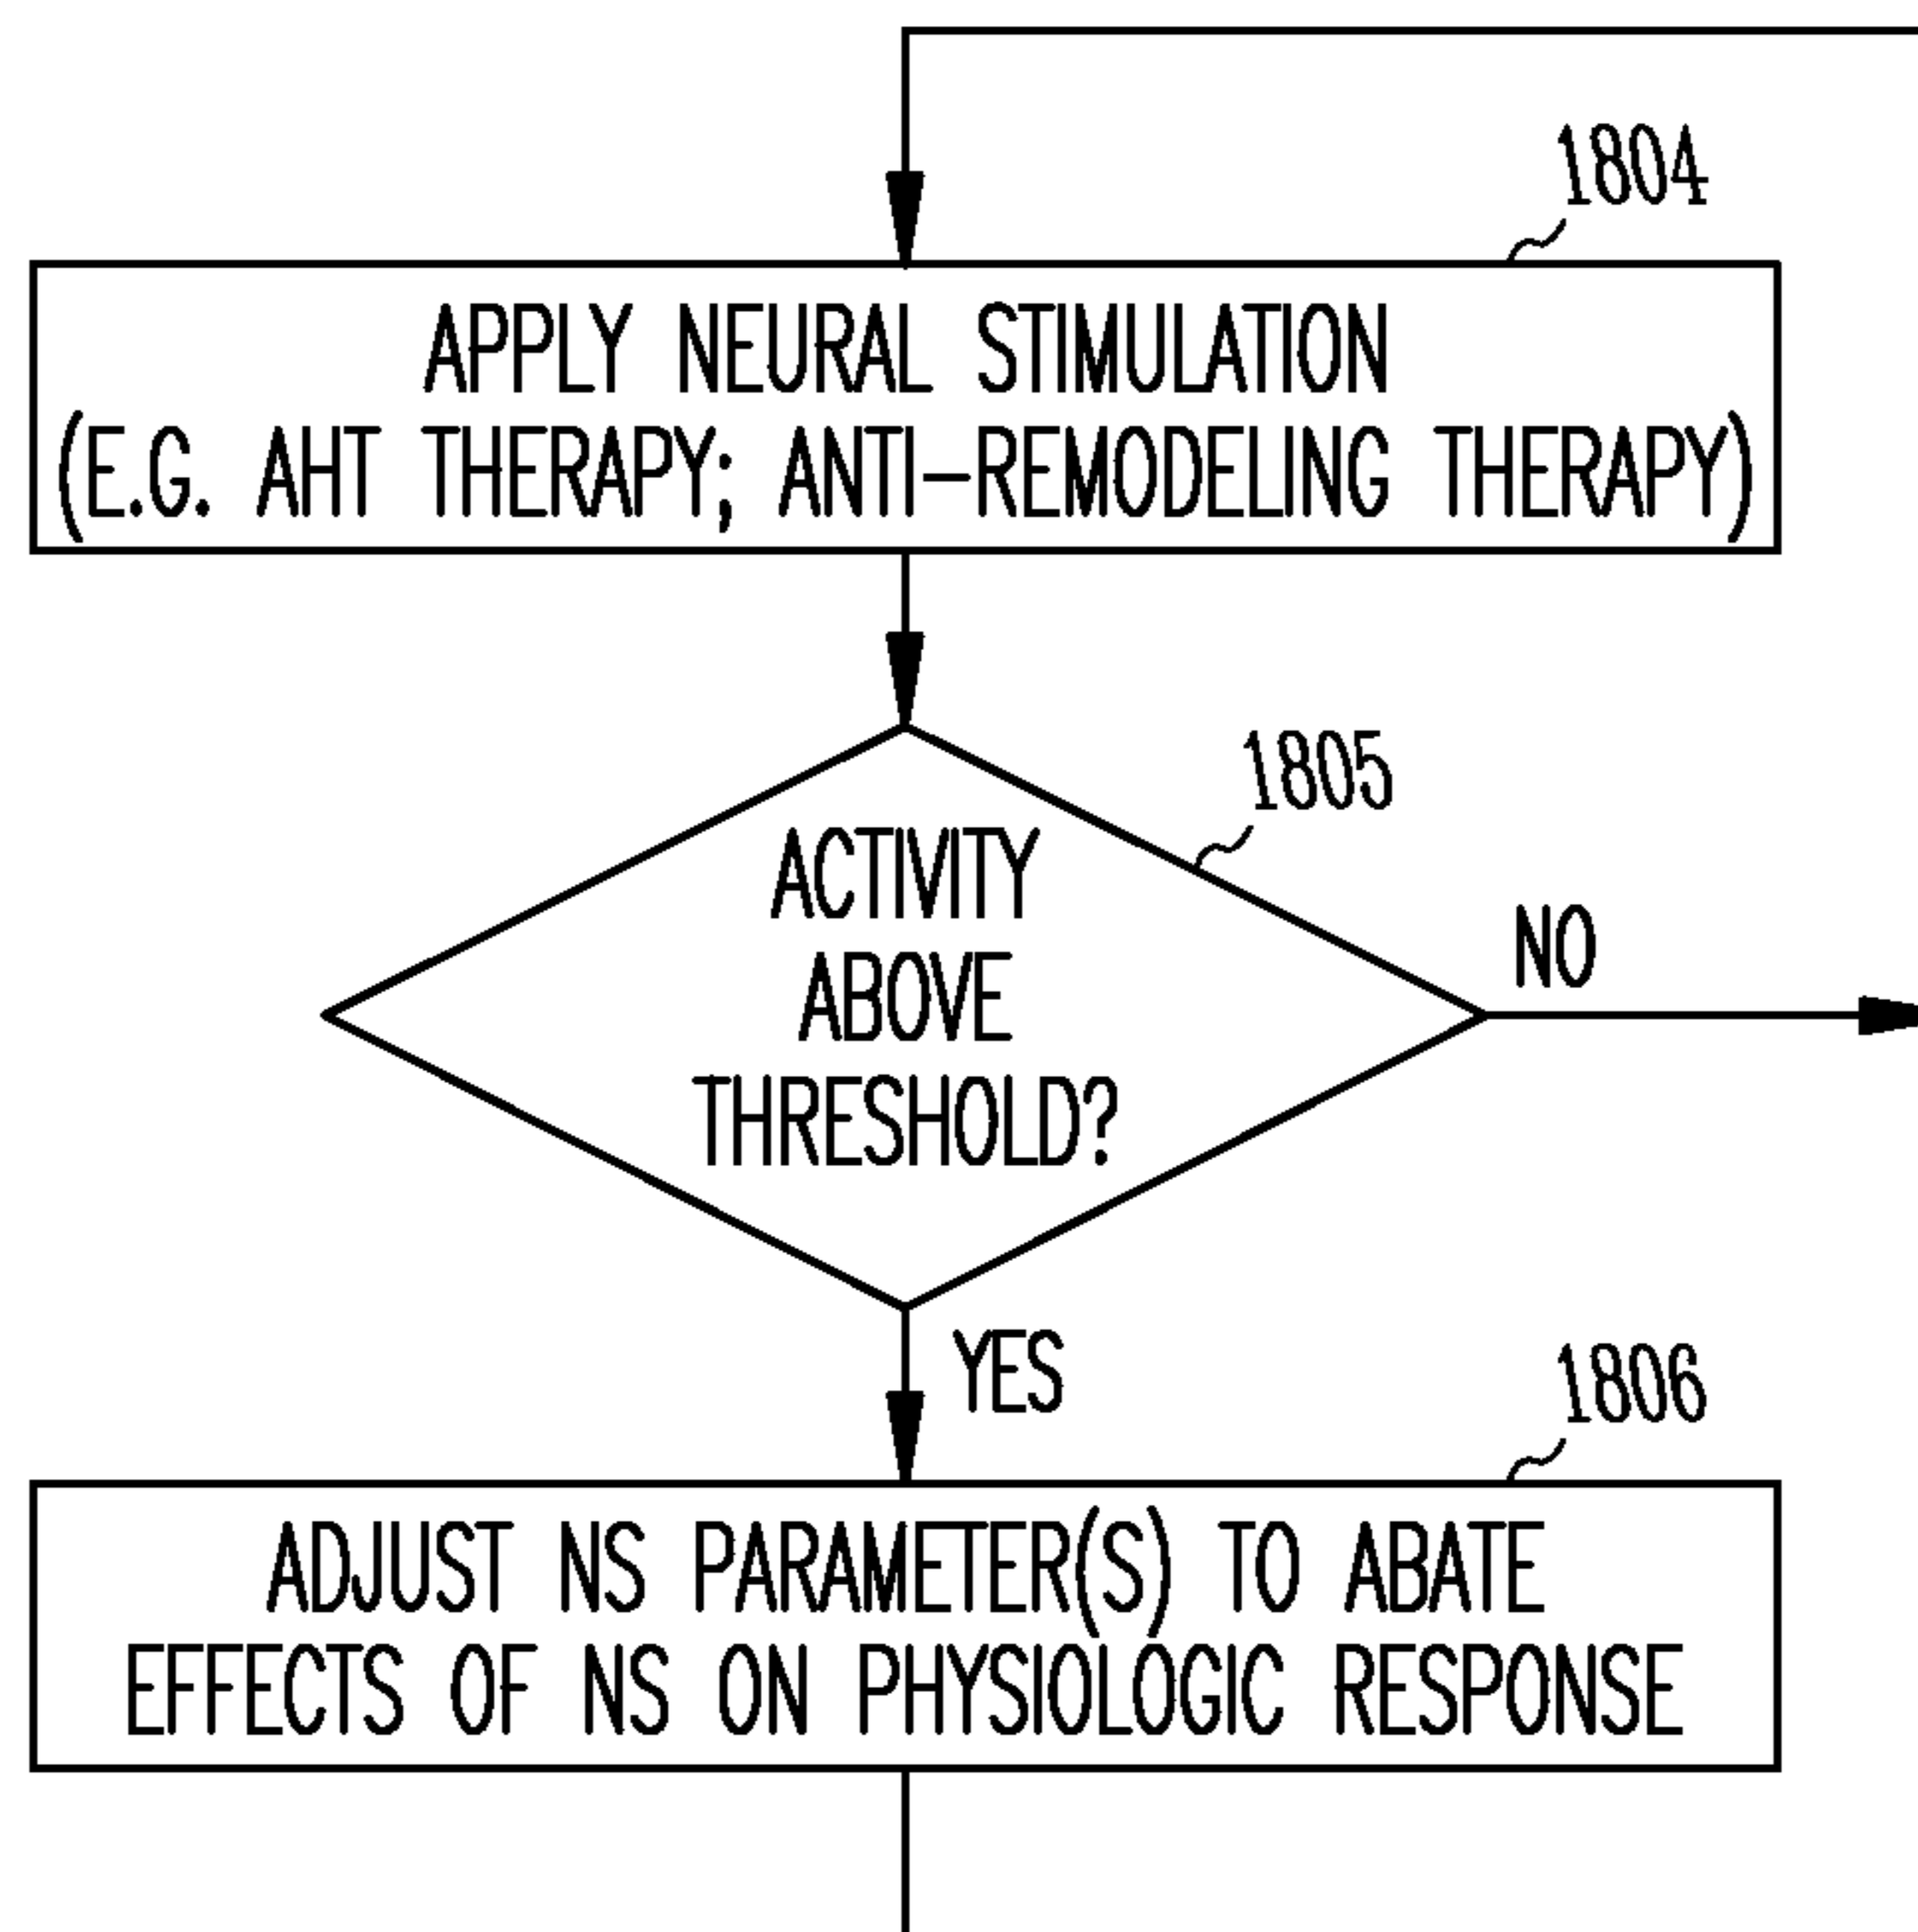 1804
APPLY NEURAL STIMULATION
(E.G. AHT THERAPY; ANTI-REMODELING THERAPY)
1805
ACTIVITY
ABOVE
THRESHOLD?
NO
YES
1806
ADJUST NS PARAMETER(S) TO ABATE
EFFECTS OF NS ON PHYSIOLOGIC RESPONSE